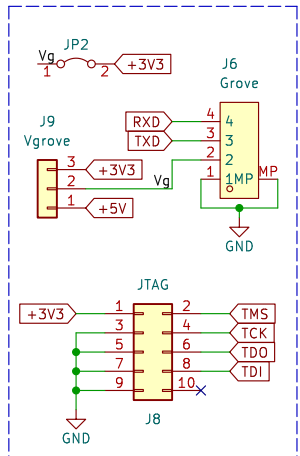 JP2
Vg 1 2 +3V3
J6
Grove
RXD 4 4
TXD 3 3
2 2
1 1MP MP
GND
J9
Vgrove
3 +3V3
2 Vg
1 +5V
JTAG
+3V3 1 2 TMS
3 4 TCK
5 6 TDO
7 8 TDI
9 10
J8
GND